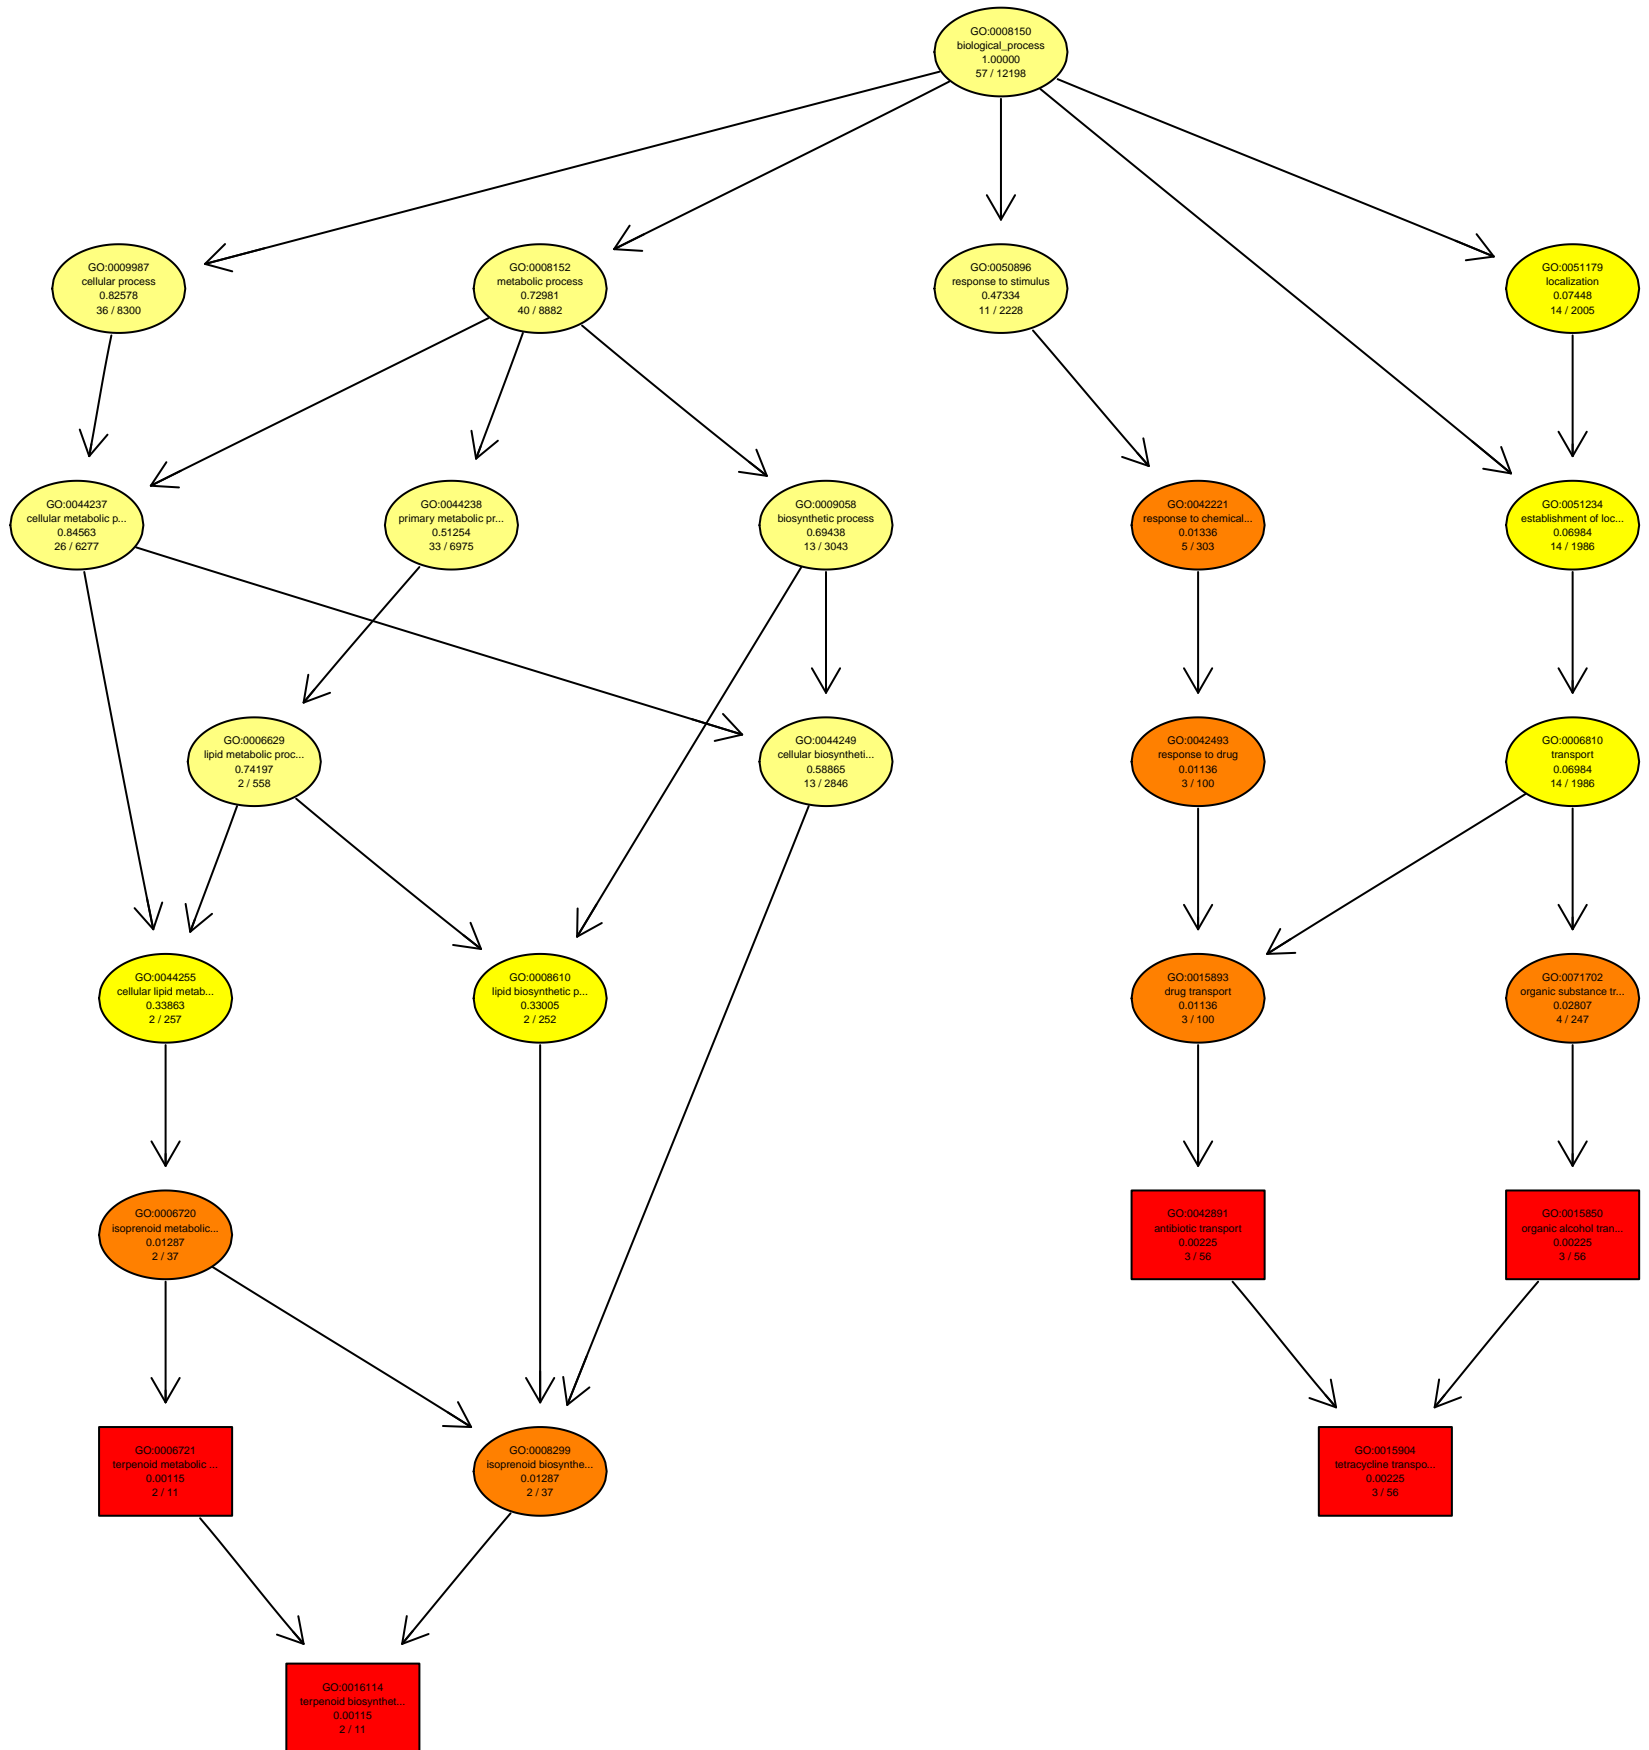 GO:0008150
biological_process
1.00000
57 / 12198
GO:0009987
cellular process
0.82578
36 / 8300
GO:0008152
metabolic process
0.72981
40 / 8882
GO:0050896
response to stimulus
0.47334
11 / 2228
GO:0051179
localization
0.07448
14 / 2005
GO:0044237
cellular metabolic p...
0.84563
26 / 6277
GO:0044238
primary metabolic pr...
0.51254
33 / 6975
GO:0009058
biosynthetic process
0.69438
13 / 3043
GO:0042221
response to chemical...
0.01336
5 / 303
GO:0051234
establishment of loc...
0.06984
14 / 1986
GO:0006629
lipid metabolic proc...
0.74197
2 / 558
GO:0044249
cellular biosyntheti...
0.58865
13 / 2846
GO:0042493
response to drug
0.01136
3 / 100
GO:0006810
transport
0.06984
14 / 1986
GO:0044255
cellular lipid metab...
0.33863
2 / 257
GO:0008610
lipid biosynthetic p...
0.33005
2 / 252
GO:0015893
drug transport
0.01136
3 / 100
GO:0071702
organic substance tr...
0.02807
4 / 247
GO:0006720
isoprenoid metabolic...
0.01287
2 / 37
GO:0042891
antibiotic transport
0.00225
3 / 56
GO:0015850
organic alcohol tran...
0.00225
3 / 56
GO:0006721
terpenoid metabolic ...
0.00115
2 / 11
GO:0008299
isoprenoid biosynthe...
0.01287
2 / 37
GO:0015904
tetracycline transpo...
0.00225
3 / 56
GO:0016114
terpenoid biosynthet...
0.00115
2 / 11